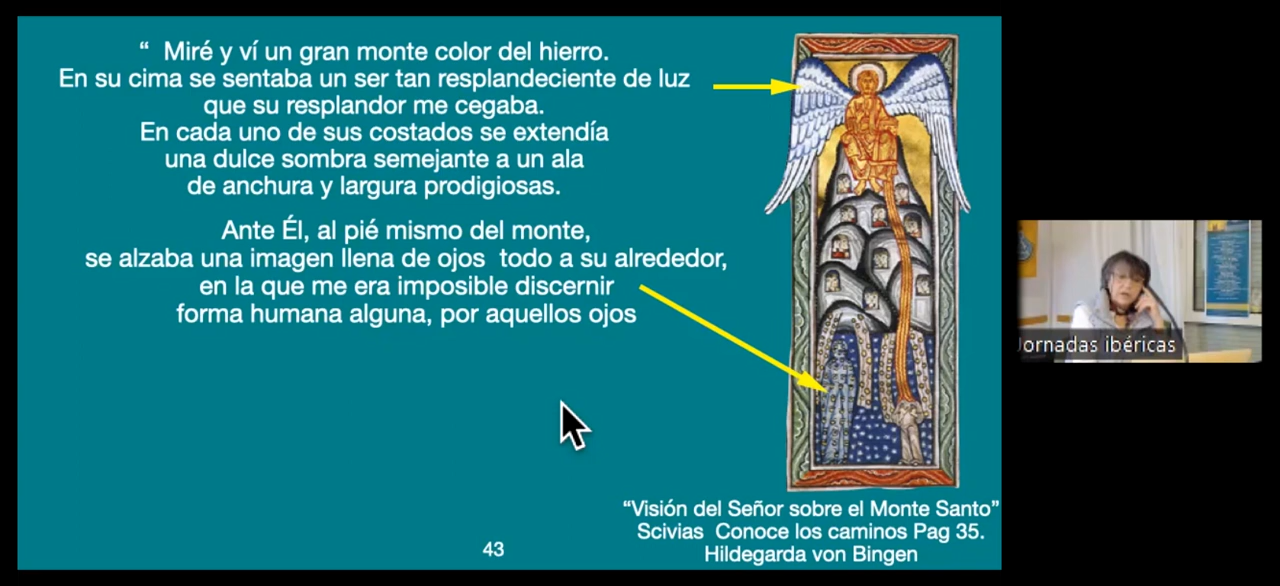 “ Miré y ví un gran monte color del hierro.
En su cima se sentaba un ser tan resplandeciente de luz
que su resplandor me cegaba.
En cada uno de sus costados se extendía
una dulce sombra semejante a un ala
de anchura y largura prodigiosas.
Ante Él, al pié mismo del monte,
se alzaba una imagen llena de ojos todo a su alrededor,
en la que me era imposible discernir
forma humana alguna, por aquellos ojos
“Visión del Señor sobre el Monte Santo”
Scivias Conoce los caminos Pag 35.
Hildegarda von Bingen
43
Jornadas ibéricas